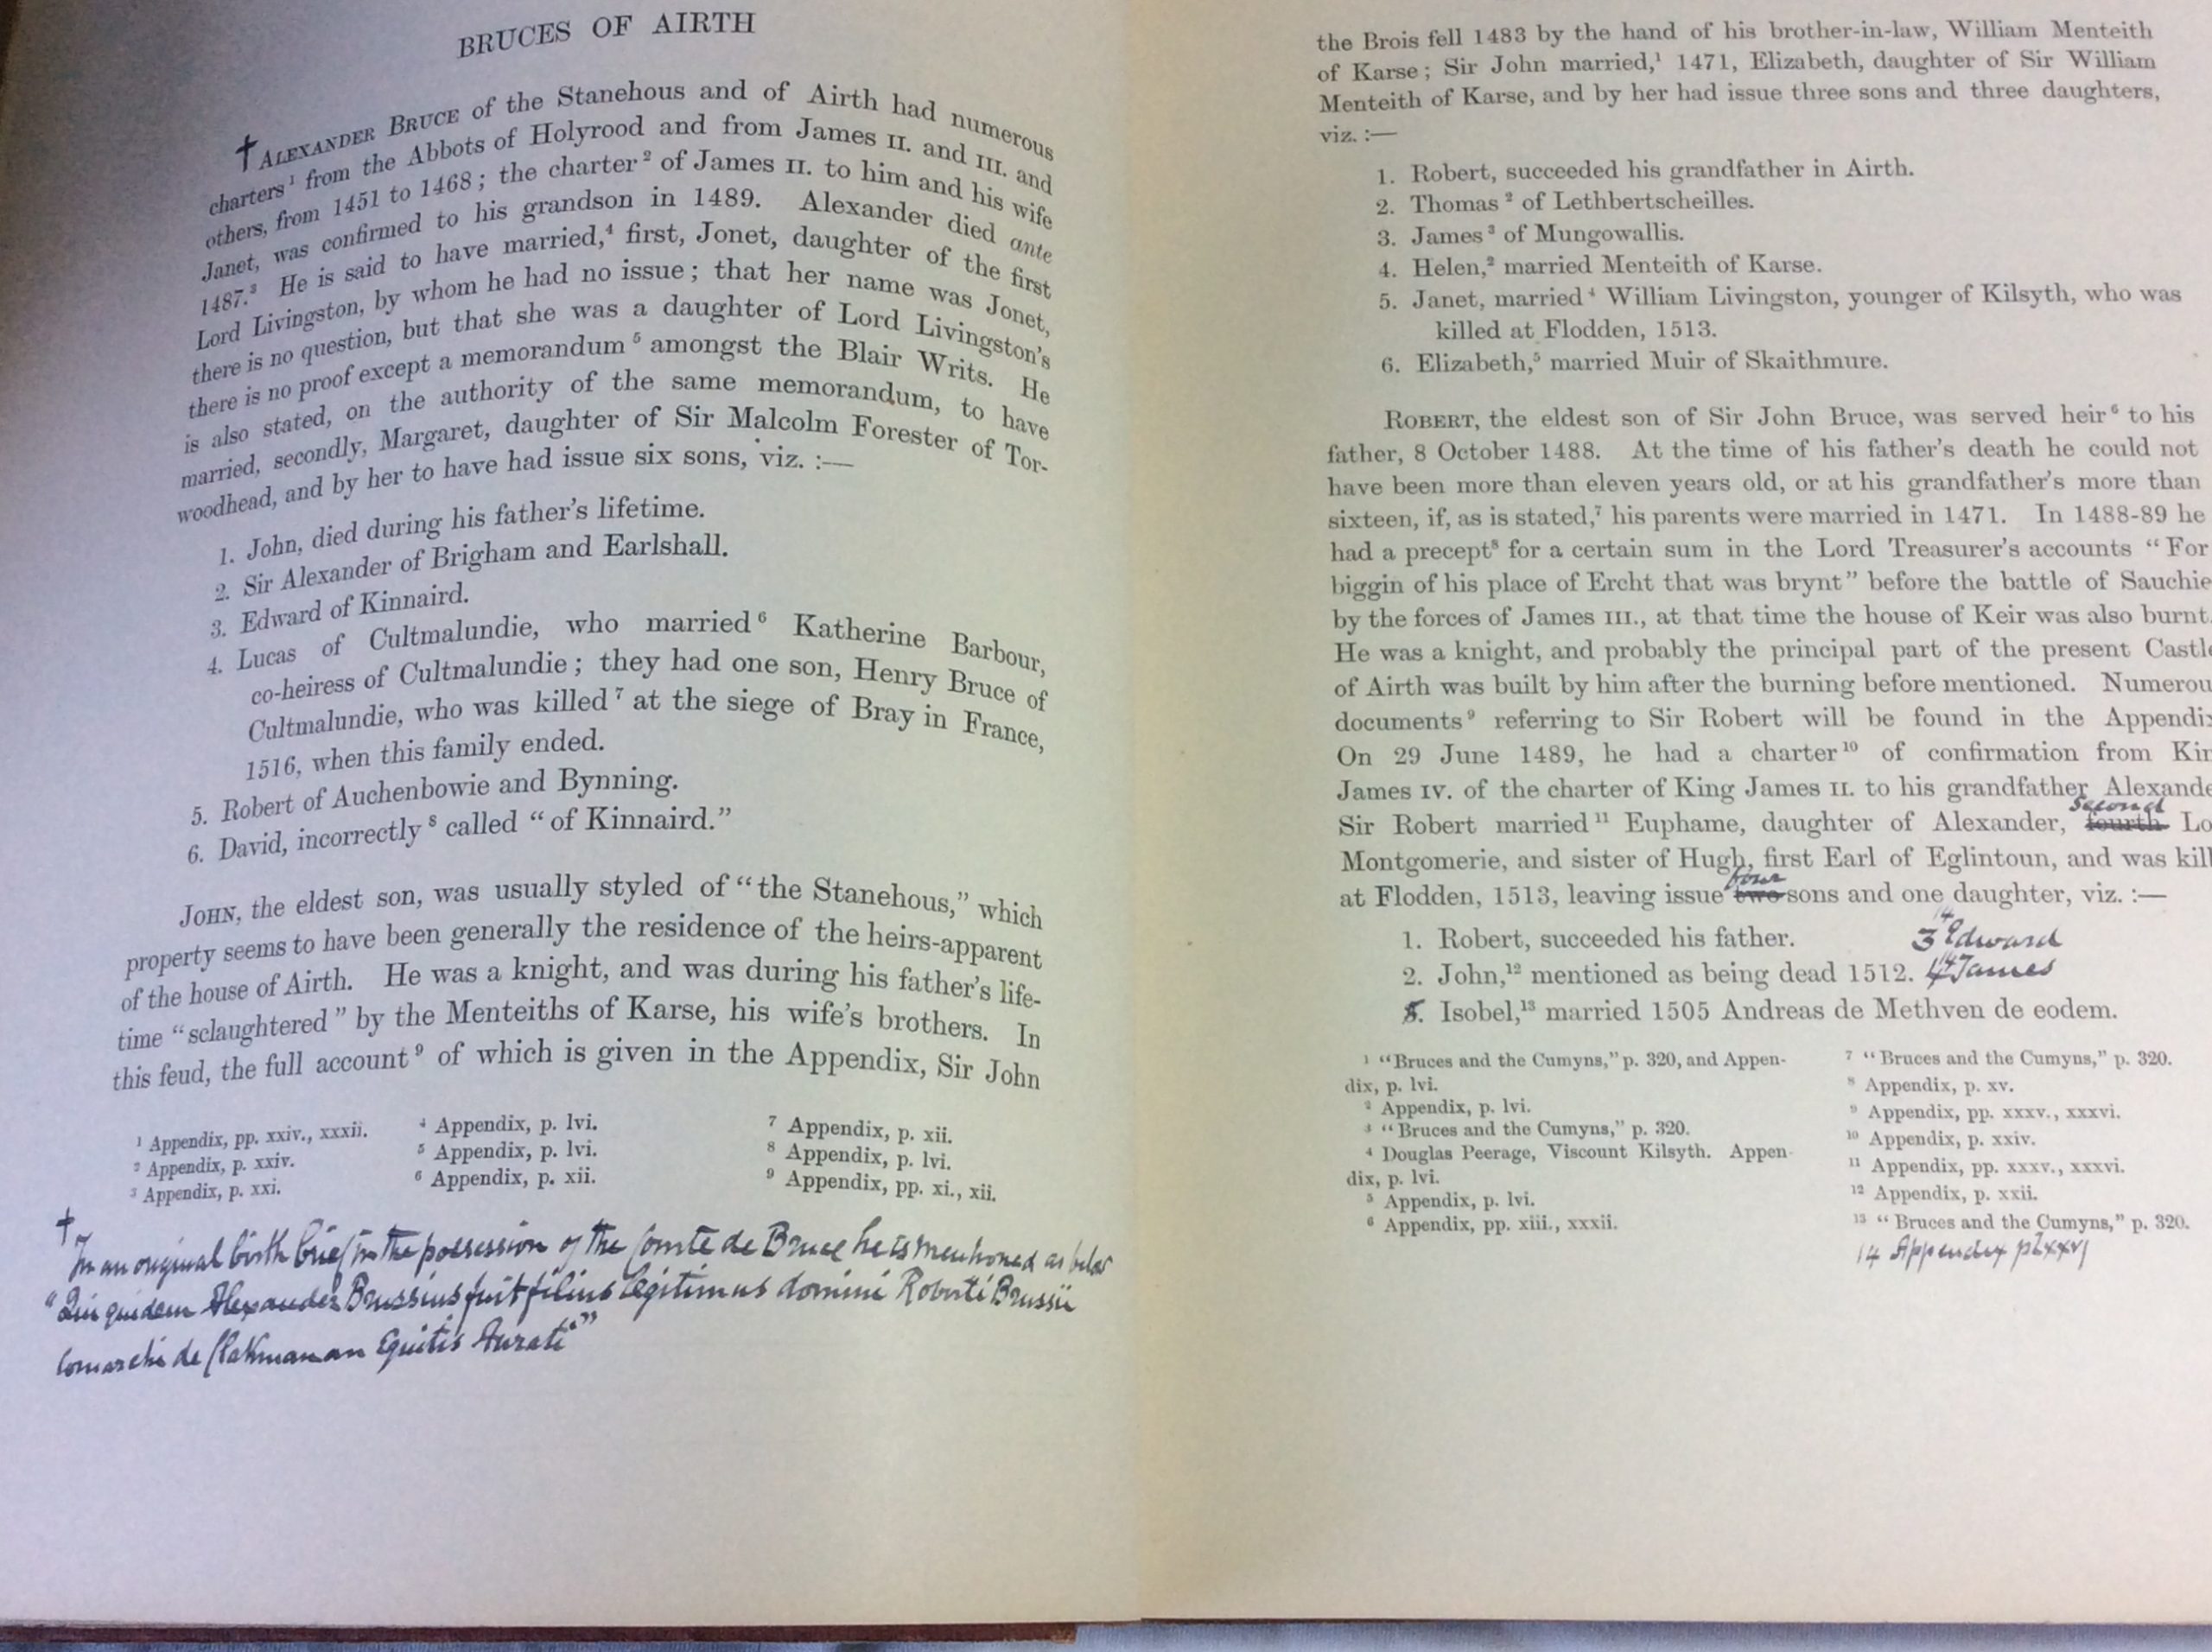 BRUCES OF AIRTH
† ALEXANDER BRUCE of the Stanehous and of Airth had numerous
charters¹ from the Abbots of Holyrood and from James II. and III. and
others, from 1451 to 1468; the charter² of James II. to him and his wife
Janet, was confirmed to his grandson in 1489. Alexander died ante
1487.³ He is said to have married,⁴ first, Jonet, daughter of the first
Lord Livingston, by whom he had no issue; that her name was Jonet,
there is no question, but that she was a daughter of Lord Livingston's
there is no proof except a memorandum⁵ amongst the Blair Writs. He
is also stated, on the authority of the same memorandum, to have
married, secondly, Margaret, daughter of Sir Malcolm Forester of Tor-
woodhead, and by her to have had issue six sons, viz. :—
1. John, died during his father's lifetime.
2. Sir Alexander of Brigham and Earlshall.
3. Edward of Kinnaird.
4. Lucas of Cultmalundie, who married⁶ Katherine Barbour,
co-heiress of Cultmalundie; they had one son, Henry Bruce of
Cultmalundie, who was killed⁷ at the siege of Bray in France,
1516, when this family ended.
5. Robert of Auchenbowie and Bynning.
6. David, incorrectly⁸ called "of Kinnaird."
JOHN, the eldest son, was usually styled of "the Stanehous," which
property seems to have been generally the residence of the heirs-apparent
of the house of Airth. He was a knight, and was during his father's life-
time "sclaughtered" by the Menteiths of Karse, his wife's brothers. In
this feud, the full account⁹ of which is given in the Appendix, Sir John
¹ Appendix, pp. xxiv., xxxii.
² Appendix, p. xxiv.
³ Appendix, p. xxi.
⁴ Appendix, p. lvi.
⁵ Appendix, p. lvi.
⁶ Appendix, p. xii.
⁷ Appendix, p. xii.
⁸ Appendix, p. lvi.
⁹ Appendix, pp. xi., xii.
†
In an original birth brief in the possession of the Comte de Bruce he is mentioned as below
"Qui quidem Alexander Brussius fuit filius legitimus domini Roberti Brussii
Comarchi de Clakmanan Equitis Aurati"
the Brois fell 1483 by the hand of his brother-in-law, William Menteith
of Karse; Sir John married,¹ 1471, Elizabeth, daughter of Sir William
Menteith of Karse, and by her had issue three sons and three daughters,
viz. :—
1. Robert, succeeded his grandfather in Airth.
2. Thomas² of Lethbertscheilles.
3. James³ of Mungowallis.
4. Helen,² married Menteith of Karse.
5. Janet, married⁴ William Livingston, younger of Kilsyth, who was
killed at Flodden, 1513.
6. Elizabeth,⁵ married Muir of Skaithmure.
ROBERT, the eldest son of Sir John Bruce, was served heir⁶ to his
father, 8 October 1488. At the time of his father's death he could not
have been more than eleven years old, or at his grandfather's more than
sixteen, if, as is stated,⁷ his parents were married in 1471. In 1488-89 he
had a precept⁸ for a certain sum in the Lord Treasurer's accounts "For
biggin of his place of Ercht that was brynt" before the battle of Sauchie
by the forces of James III., at that time the house of Keir was also burnt.
He was a knight, and probably the principal part of the present Castle
of Airth was built by him after the burning before mentioned. Numerou
documents⁹ referring to Sir Robert will be found in the Appendix
On 29 June 1489, he had a charter¹⁰ of confirmation from Kin
James IV. of the charter of King James II. to his grandfather Alexande
second
Sir Robert married¹¹ Euphame, daughter of Alexander, fourth Lo
Montgomerie, and sister of Hugh, first Earl of Eglintoun, and was kill
four
at Flodden, 1513, leaving issue two sons and one daughter, viz. :—
1. Robert, succeeded his father. 3 Edward¹⁴
2. John,¹² mentioned as being dead 1512. 4 James¹⁴
5. Isobel,¹³ married 1505 Andreas de Methven de eodem.
¹ "Bruces and the Cumyns," p. 320, and Appen-
dix, p. lvi.
² Appendix, p. lvi.
³ "Bruces and the Cumyns," p. 320.
⁴ Douglas Peerage, Viscount Kilsyth. Appen-
dix, p. lvi.
⁵ Appendix, p. lvi.
⁶ Appendix, pp. xiii., xxxii.
⁷ "Bruces and the Cumyns," p. 320.
⁸ Appendix, p. xv.
⁹ Appendix, pp. xxxv., xxxvi.
¹⁰ Appendix, p. xxiv.
¹¹ Appendix, pp. xxxv., xxxvi.
¹² Appendix, p. xxii.
¹³ "Bruces and the Cumyns," p. 320.
14 Appendix